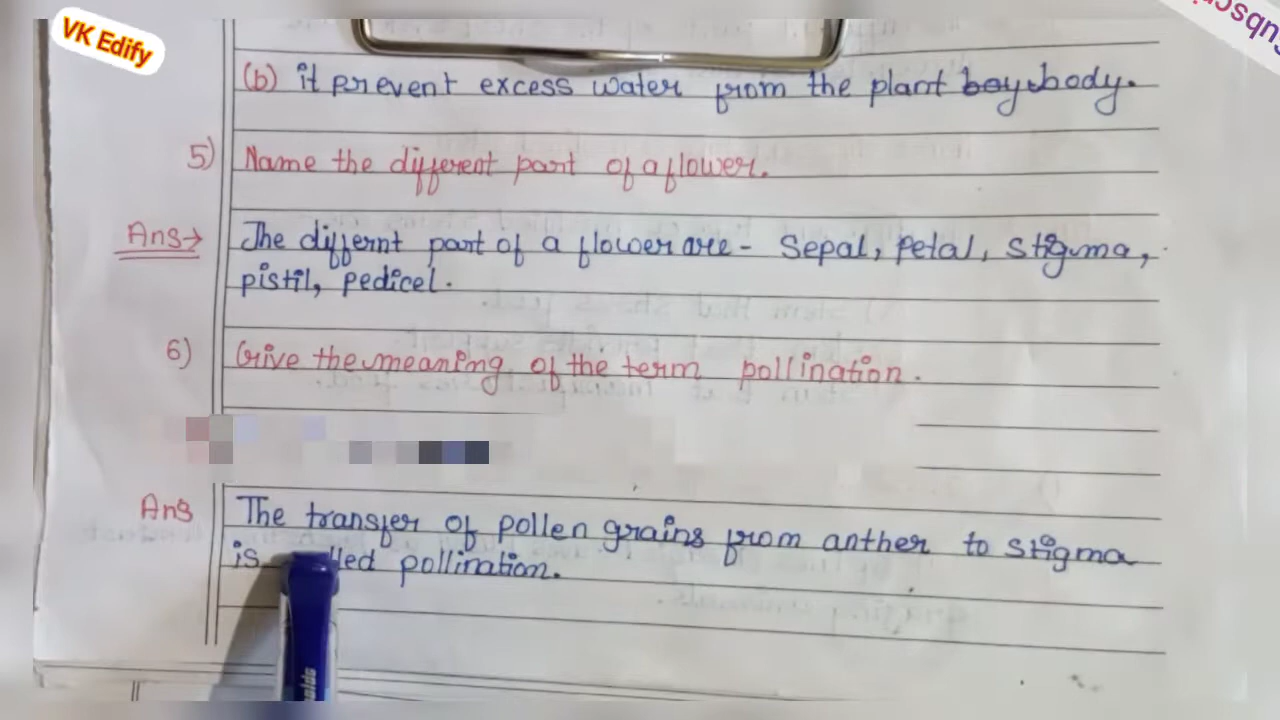 VK Edify
(b) it prevent excess water from the plant boy body.
5) Name the different part of a flower.
Ans→ The differnt part of a flower are - Sepal, petal, stigma,
pistil, pedicel.
6) Give the meaning of the term pollination.
Ans The transfer of pollen grains from anther to stigma
is pollination.